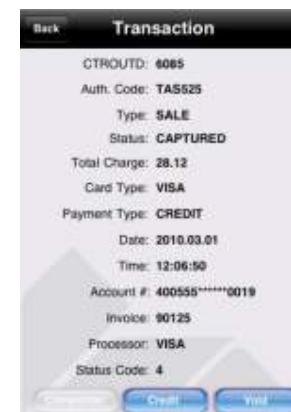 Back Transaction
CTROUTD: 6085
Auth. Code: TAS525
Type: SALE
Status: CAPTURED
Total Charge: 28.12
Card Type: VISA
Payment Type: CREDIT
Date: 2010.03.01
Time: 12:06:50
Account #: 400555******0019
Invoice: 90125
Processor: VISA
Status Code: 4
Credit Void